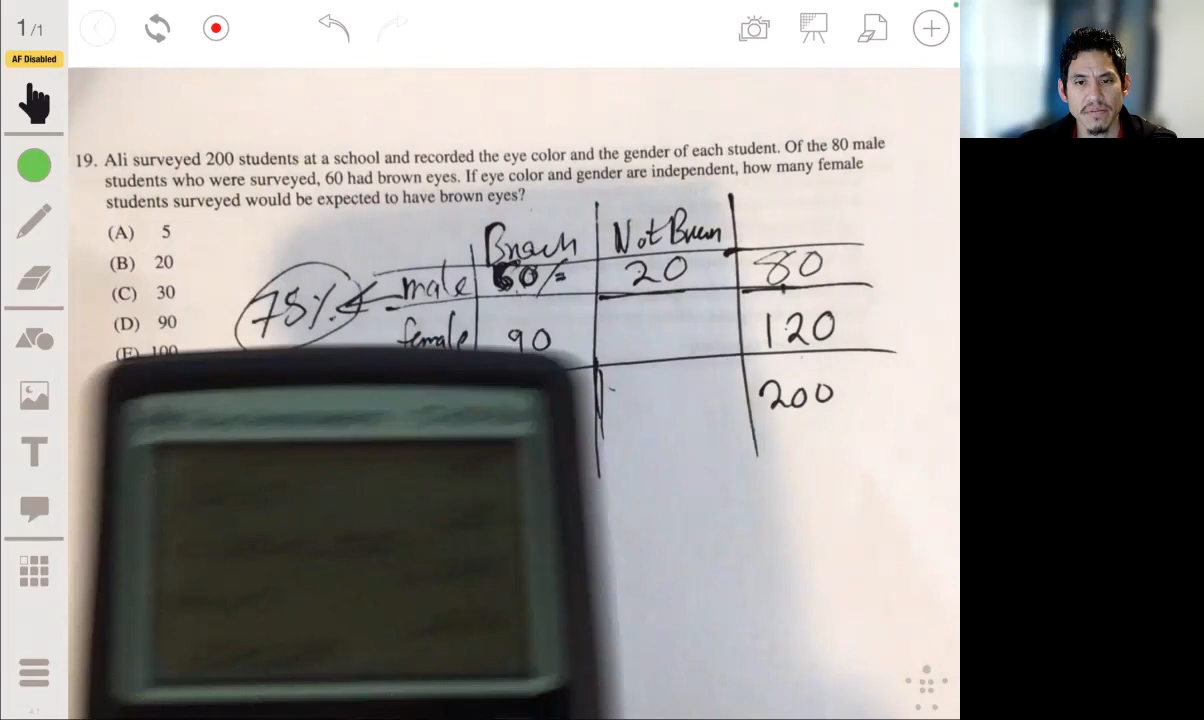 1/1
AF Disabled
19. Ali surveyed 200 students at a school and recorded the eye color and the gender of each student. Of the 80 male
students who were surveyed, 60 had brown eyes. If eye color and gender are independent, how many female
students surveyed would be expected to have brown eyes?
(A) 5
(B) 20
(C) 30
(D) 90
(E) 100
Not Brown
75% male 60 20 80
female 90 120
200
T